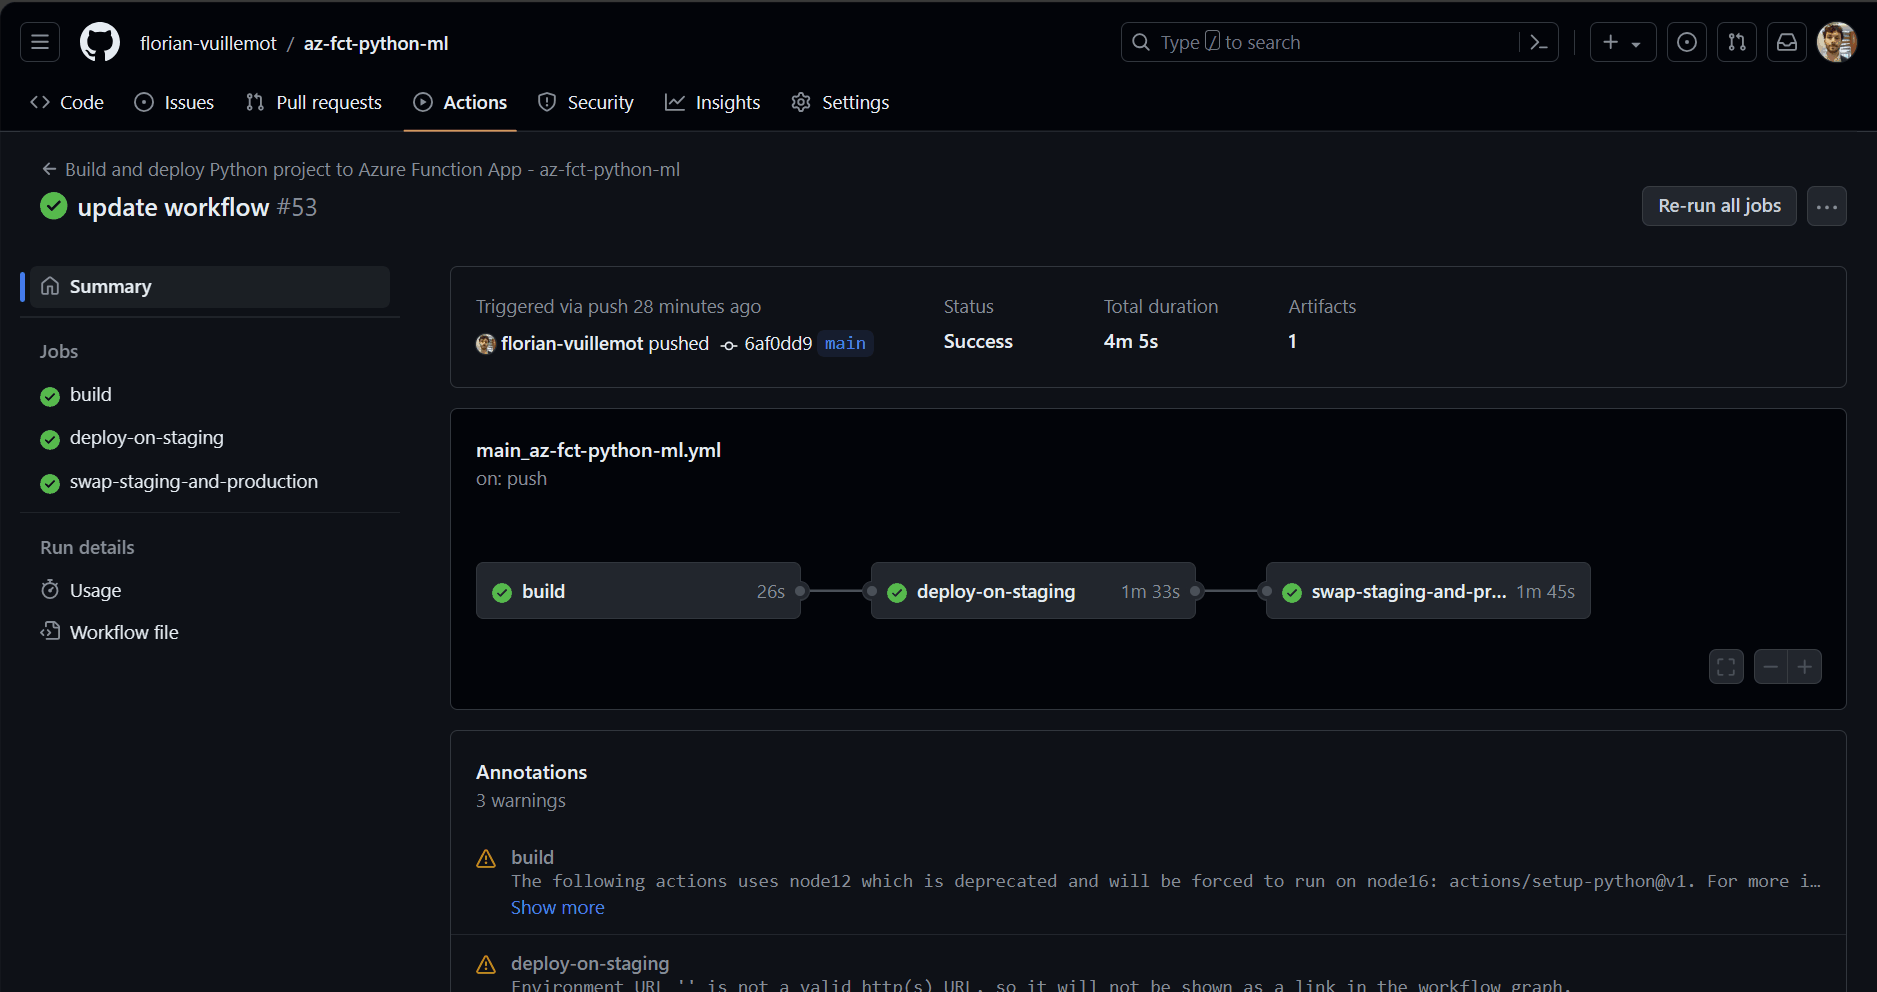 florian-vuillemot / az-fct-python-ml
Type / to search
Code Issues Pull requests Actions Security Insights Settings
Build and deploy Python project to Azure Function App - az-fct-python-ml
update workflow #53
Re-run all jobs
Summary
Jobs
build
deploy-on-staging
swap-staging-and-production
Run details
Usage
Workflow file
Triggered via push 28 minutes ago
florian-vuillemot pushed 6af0dd9 main
Status
Success
Total duration
4m 5s
Artifacts
1
main_az-fct-python-ml.yml
on: push
build 26s
deploy-on-staging 1m 33s
swap-staging-and-pr... 1m 45s
Annotations
3 warnings
build
The following actions uses node12 which is deprecated and will be forced to run on node16: actions/setup-python@v1. For more i…
Show more
deploy-on-staging
Environment URL '' is not a valid http(s) URL, so it will not be shown as a link in the workflow graph.